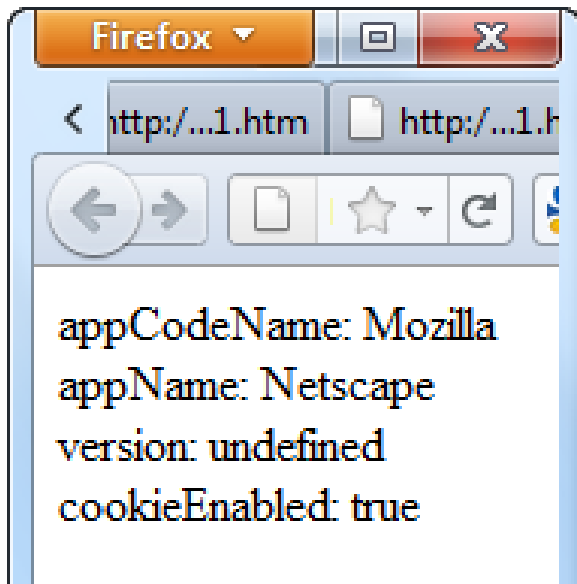 Firefox
http:/...1.htm http:/...1.h
appCodeName: Mozilla
appName: Netscape
version: undefined
cookieEnabled: true